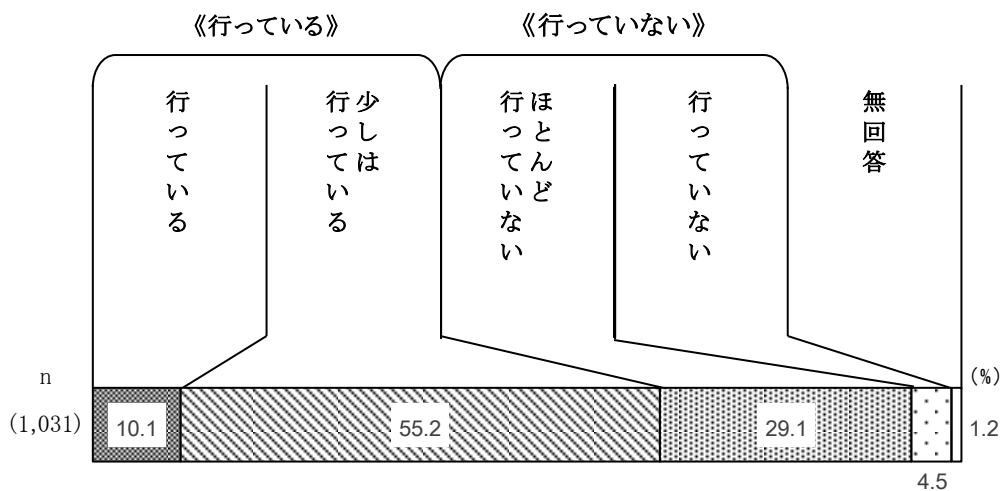 《行っている》
《行っていない》
行っている
少しは
行っている
ほとんど
行っていない
行っていない
無回答
n
(%)
(1,031)
10.1
55.2
29.1
1.2
4.5